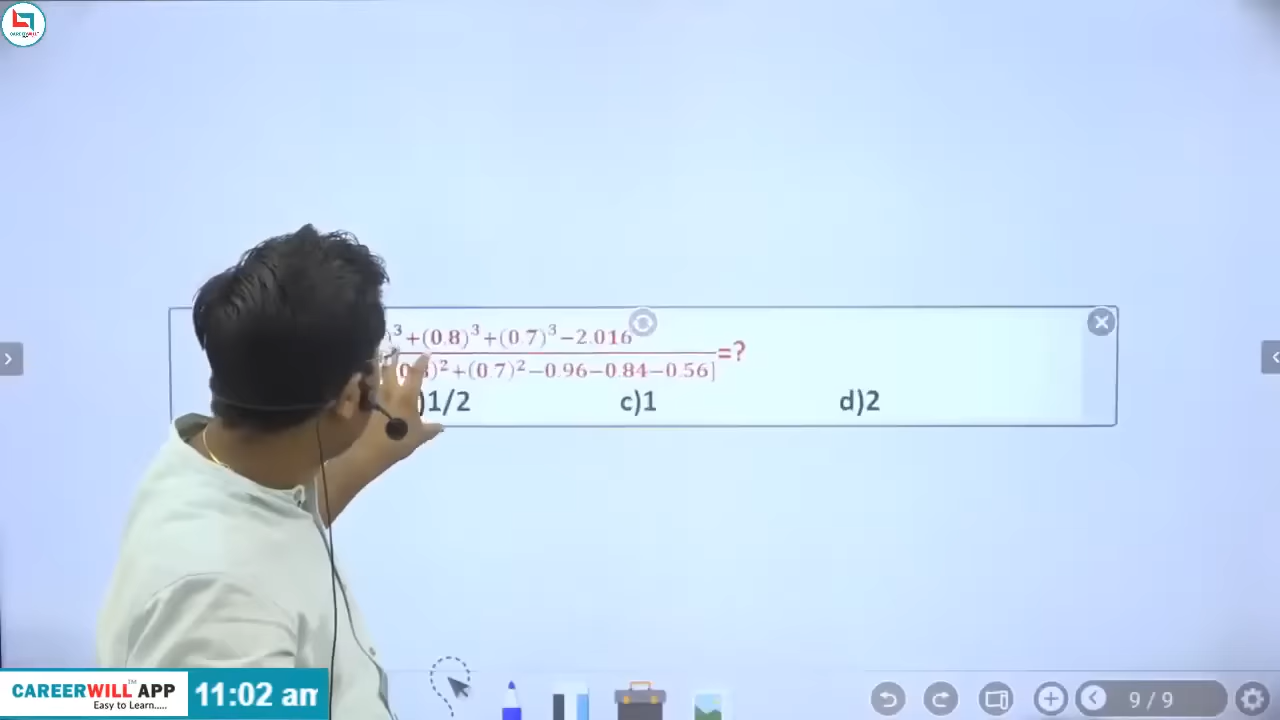 CAREERWILL
³+(0.8)³+(0.7)³−2.016
)²+(0.7)²−0.96−0.84−0.56] =?
)1/2 c)1 d)2
CAREERWILL™ APP
Easy to Learn.....
11:02 am
9 / 9